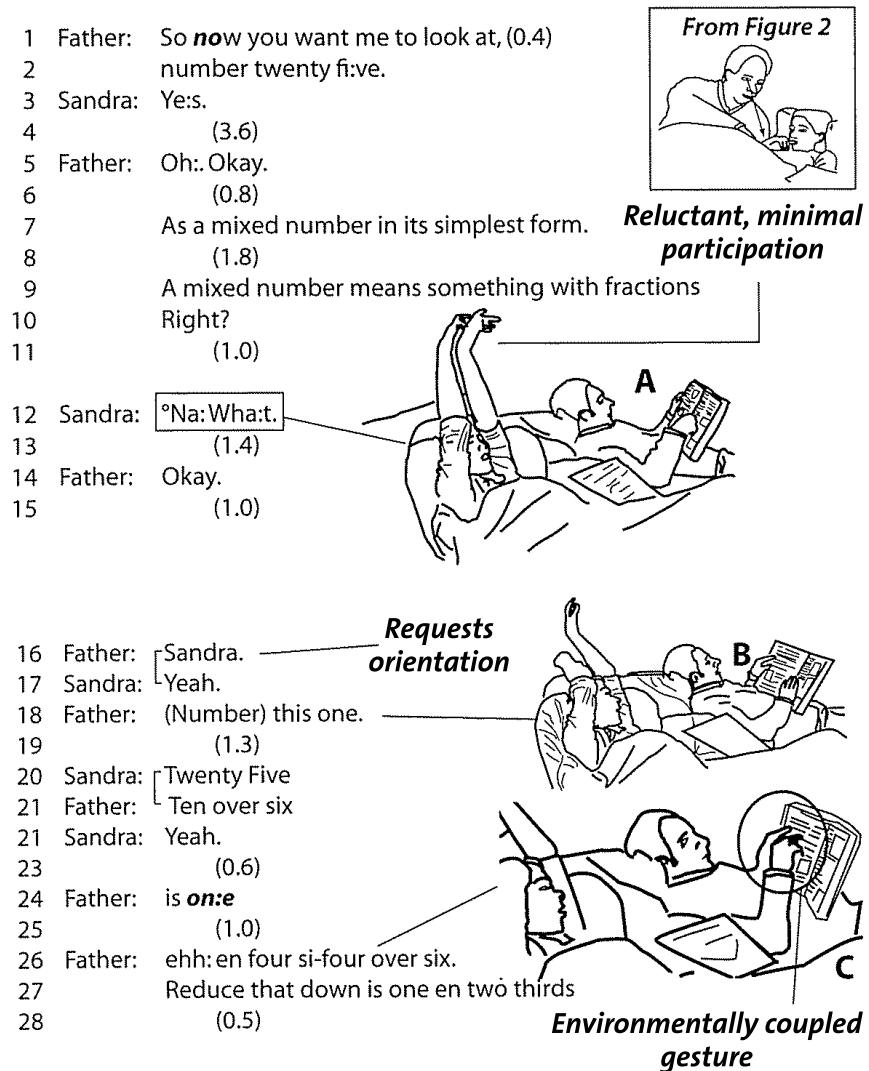 From Figure 2
1 Father: So now you want me to look at, (0.4)
2 number twenty fi:ve.
3 Sandra: Ye:s.
4 (3.6)
5 Father: Oh:. Okay.
6 (0.8)
7 As a mixed number in its simplest form.
8 (1.8)
9 A mixed number means something with fractions
10 Right?
11 (1.0)
Reluctant, minimal
participation
A
12 Sandra: °Na: Wha:t.
13 (1.4)
14 Father: Okay.
15 (1.0)
Requests
orientation
B
16 Father: [Sandra.
17 Sandra: [Yeah.
18 Father: (Number) this one.
19 (1.3)
20 Sandra: [Twenty Five
21 Father: [Ten over six
21 Sandra: Yeah.
23 (0.6)
24 Father: is on:e
25 (1.0)
26 Father: ehh: en four si-four over six.
27 Reduce that down is one en two thirds
28 (0.5)
C
Environmentally coupled
gesture